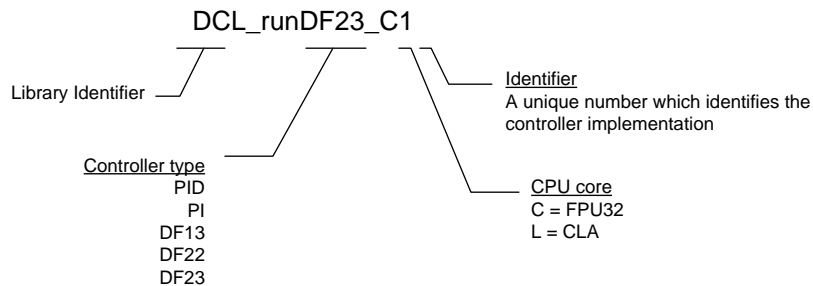 DCL_runDF23_C1
Library Identifier
Identifier
A unique number which identifies the
controller implementation
Controller type
PID
PI
DF13
DF22
DF23
CPU core
C = FPU32
L = CLA